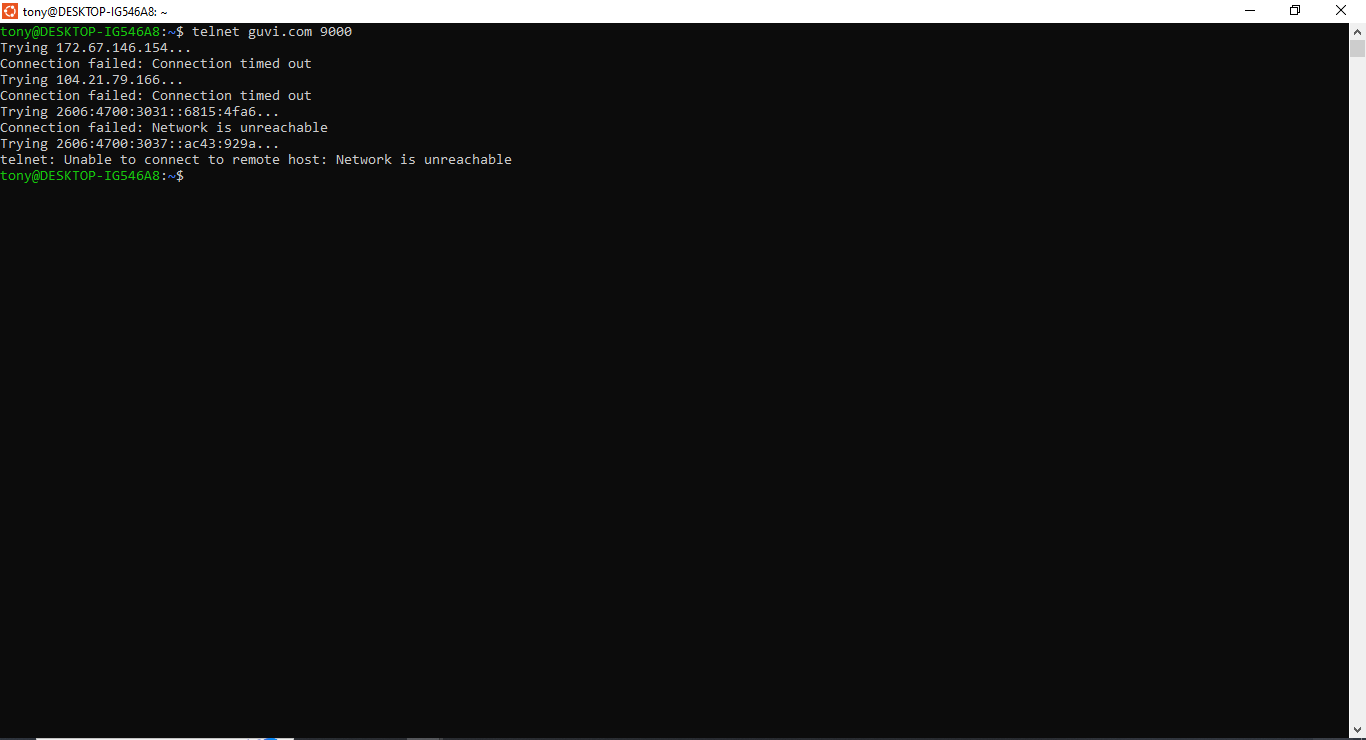 tony@DESKTOP-IG546A8: ~
tony@DESKTOP-IG546A8:~$ telnet guvi.com 9000
Trying 172.67.146.154...
Connection failed: Connection timed out
Trying 104.21.79.166...
Connection failed: Connection timed out
Trying 2606:4700:3031::6815:4fa6...
Connection failed: Network is unreachable
Trying 2606:4700:3037::ac43:929a...
telnet: Unable to connect to remote host: Network is unreachable
tony@DESKTOP-IG546A8:~$